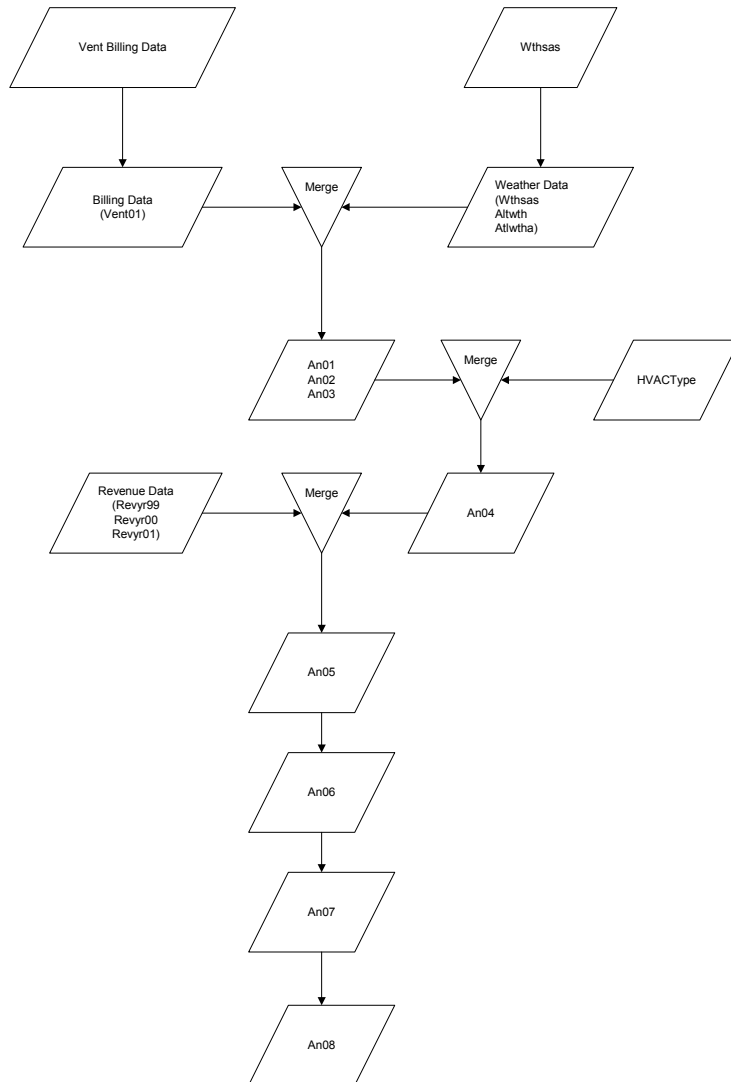 Vent Billing Data
Wthsas
Billing Data
(Vent01)
Merge
Weather Data
(Wthsas
Altwth
Atlwtha)
An01
An02
An03
Merge
HVACType
Revenue Data
(Revyr99
Revyr00
Revyr01)
Merge
An04
An05
An06
An07
An08